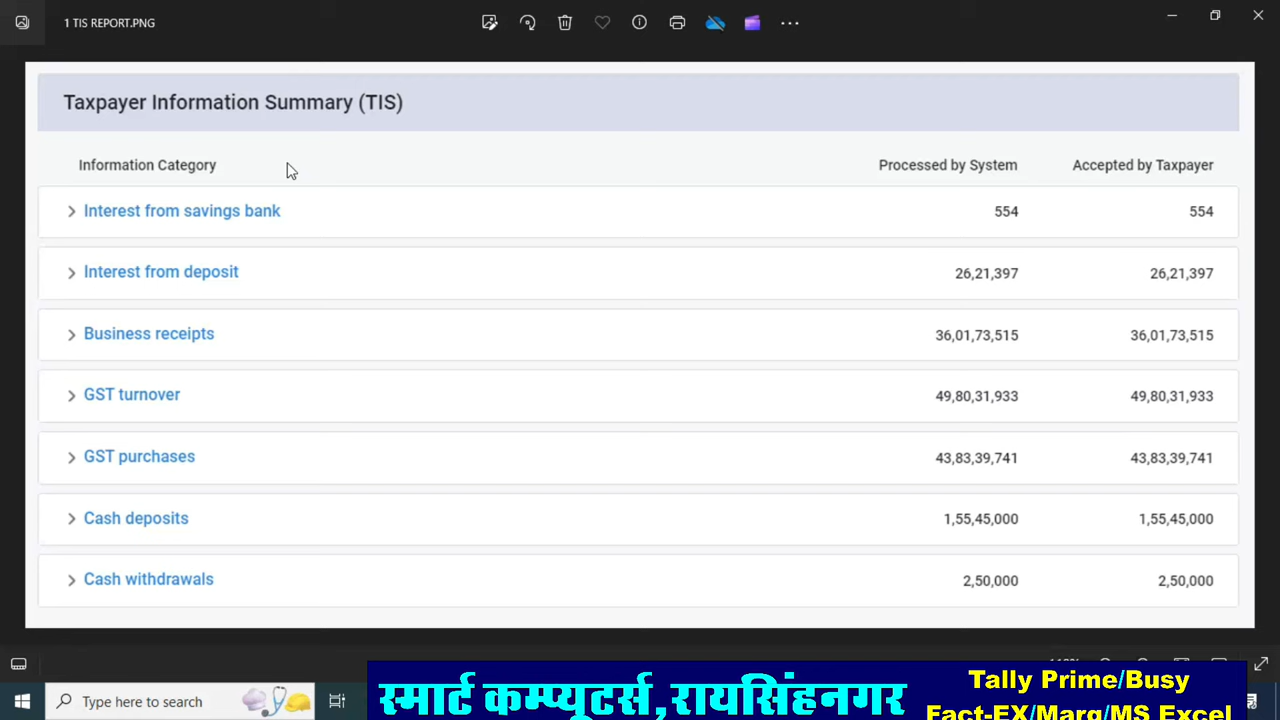 1 TIS REPORT.PNG
Taxpayer Information Summary (TIS)
Information Category Processed by System Accepted by Taxpayer
Interest from savings bank 554 554
Interest from deposit 26,21,397 26,21,397
Business receipts 36,01,73,515 36,01,73,515
GST turnover 49,80,31,933 49,80,31,933
GST purchases 43,83,39,741 43,83,39,741
Cash deposits 1,55,45,000 1,55,45,000
Cash withdrawals 2,50,000 2,50,000
Type here to search
स्मार्ट कम्प्यूटर्स,रायसिंहनगर
Tally Prime/Busy
Fact-EX/Marg/MS Excel